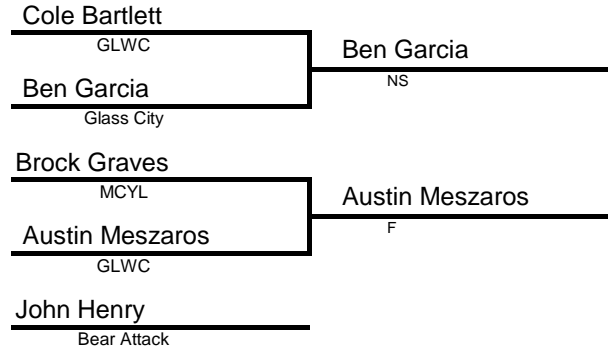 Cole Bartlett
GLWC
Ben Garcia
Glass City
Brock Graves
MCYL
Austin Meszaros
GLWC
John Henry
Bear Attack
Ben Garcia
NS
Austin Meszaros
F